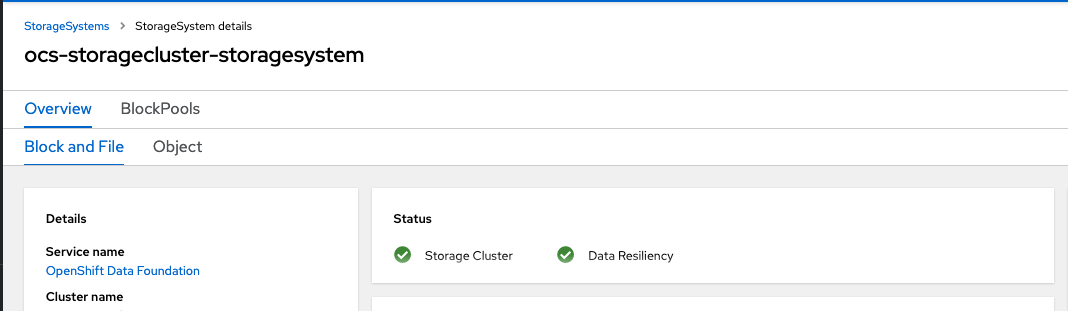 StorageSystems > StorageSystem details
ocs-storagecluster-storagesystem
Overview BlockPools
Block and File Object
Details
Service name
OpenShift Data Foundation
Cluster name
Status
Storage Cluster Data Resiliency